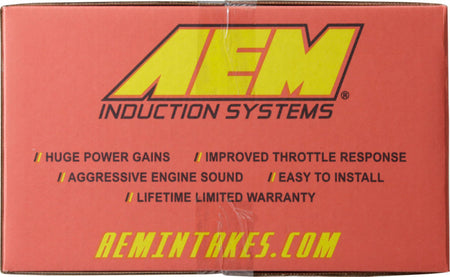 AEM®
INDUCTION SYSTEMS
// HUGE POWER GAINS // IMPROVED THROTTLE RESPONSE
// AGGRESSIVE ENGINE SOUND // EASY TO INSTALL
// LIFETIME LIMITED WARRANTY
AEMINTAKES.COM